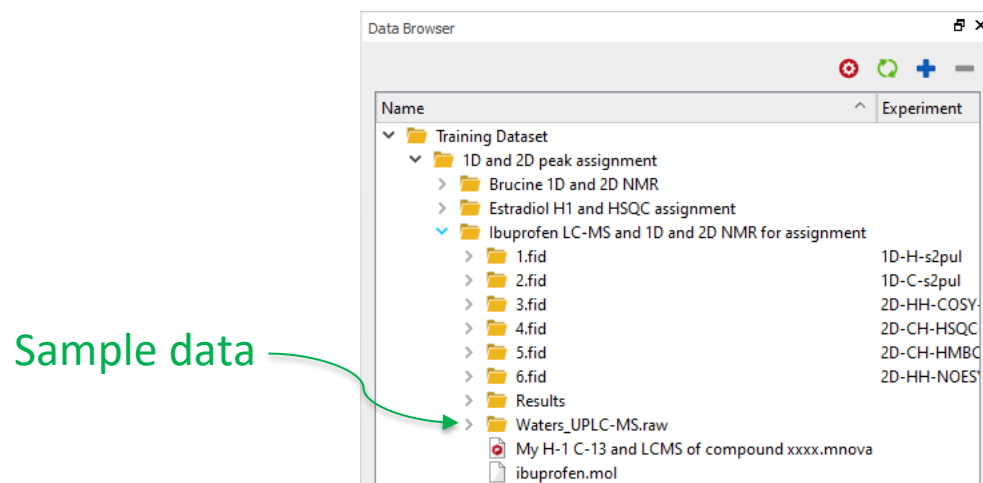 Data Browser
Name Experiment
Training Dataset
1D and 2D peak assignment
Brucine 1D and 2D NMR
Estradiol H1 and HSQC assignment
Ibuprofen LC-MS and 1D and 2D NMR for assignment
1.fid 1D-H-s2pul
2.fid 1D-C-s2pul
3.fid 2D-HH-COSY-
4.fid 2D-CH-HSQC
Sample data
5.fid 2D-CH-HMBC
6.fid 2D-HH-NOESY
Results
Waters_UPLC-MS.raw
My H-1 C-13 and LCMS of compound xxxx.mnova
ibuprofen.mol